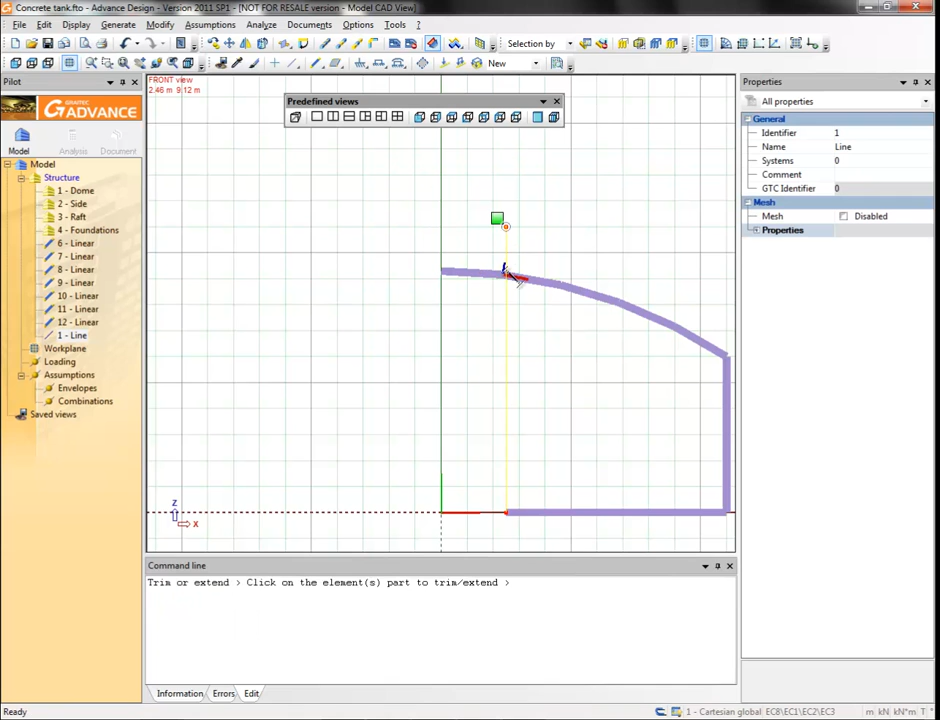 Concrete tank.fto - Advance Design - Version 2011 SP1 - [NOT FOR RESALE version - Model CAD View]
File Edit Display Generate Modify Assumptions Analyze Documents Options Tools ?
Selection by
New
Pilot
GRAITEC
ADVANCE
Model Analysis Document
Model
Structure
1 - Dome
2 - Side
3 - Raft
4 - Foundations
6 - Linear
7 - Linear
8 - Linear
9 - Linear
10 - Linear
11 - Linear
12 - Linear
1 - Line
Workplane
Loading
Assumptions
Envelopes
Combinations
Saved views
FRONT view
2.46 m 9.12 m
Predefined views
Z
X
Properties
All properties
General
Identifier 1
Name Line
Systems 0
Comment
GTC Identifier 0
Mesh
Mesh Disabled
Properties
Command line
Trim or extend > Click on the element(s) part to trim/extend >
Information Errors Edit
Ready
1 - Cartesian global EC8/EC1/EC2/EC3 m kN kN*m T °